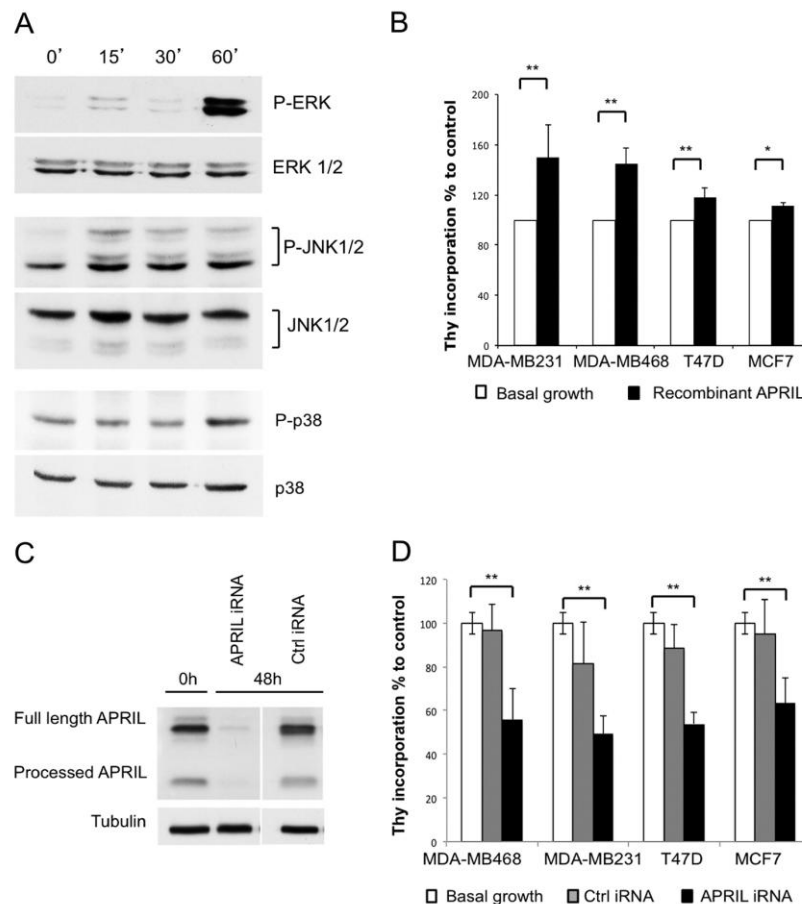 A
0’ 15’ 30’ 60’
P-ERK
ERK 1/2
P-JNK1/2
JNK1/2
P-p38
p38
B
Thy incorporation % to control
200
160
120
80
40
0
** ** ** *
MDA-MB231 MDA-MB468 T47D MCF7
Basal growth Recombinant APRIL
C
APRIL iRNA
Ctrl iRNA
0h 48h
Full length APRIL
Processed APRIL
Tubulin
D
Thy incorporation % to control
120
100
80
60
40
20
0
** ** ** **
MDA-MB468 MDA-MB231 T47D MCF7
Basal growth Ctrl iRNA APRIL iRNA